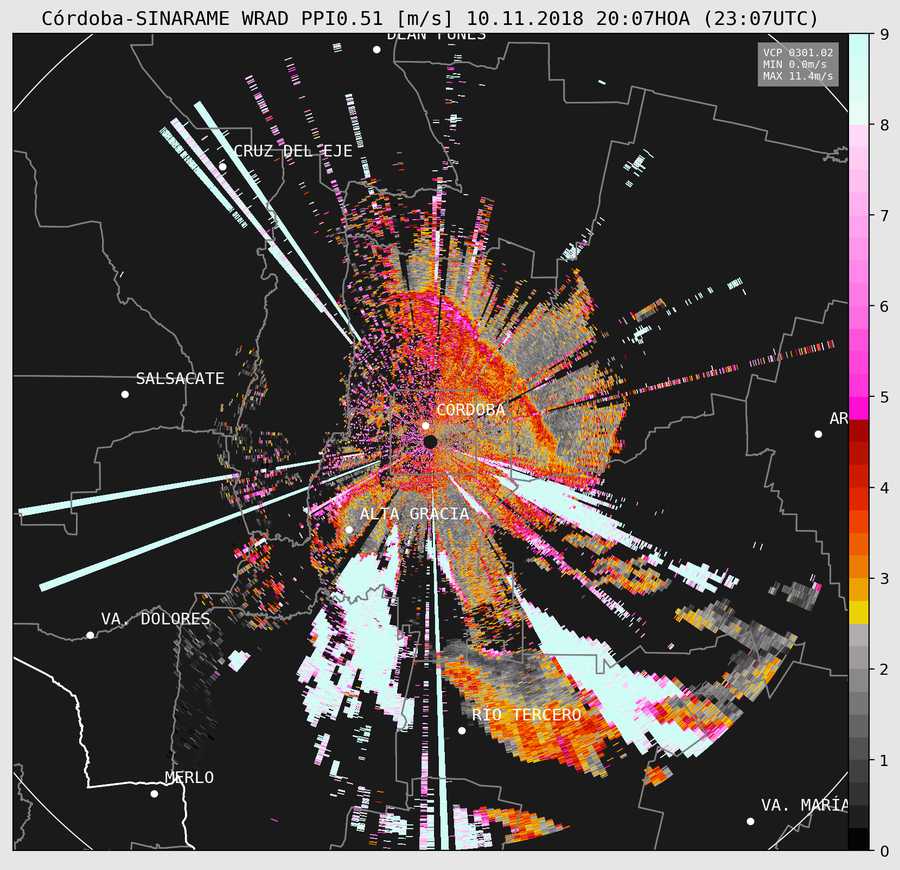 Córdoba-SINARAME WRAD PPI0.51 [m/s] 10.11.2018 20:07HOA (23:07UTC)
DEAN FUNES
VCP 0301.02
MIN 0.0m/s
MAX 11.4m/s
9
CRUZ DEL EJE
8
7
6
SALSACATE
5
CORDOBA
AR
4
ALTA GRACIA
3
VA. DOLORES
2
RIO TERCERO
1
MERLO
VA. MARIA
0